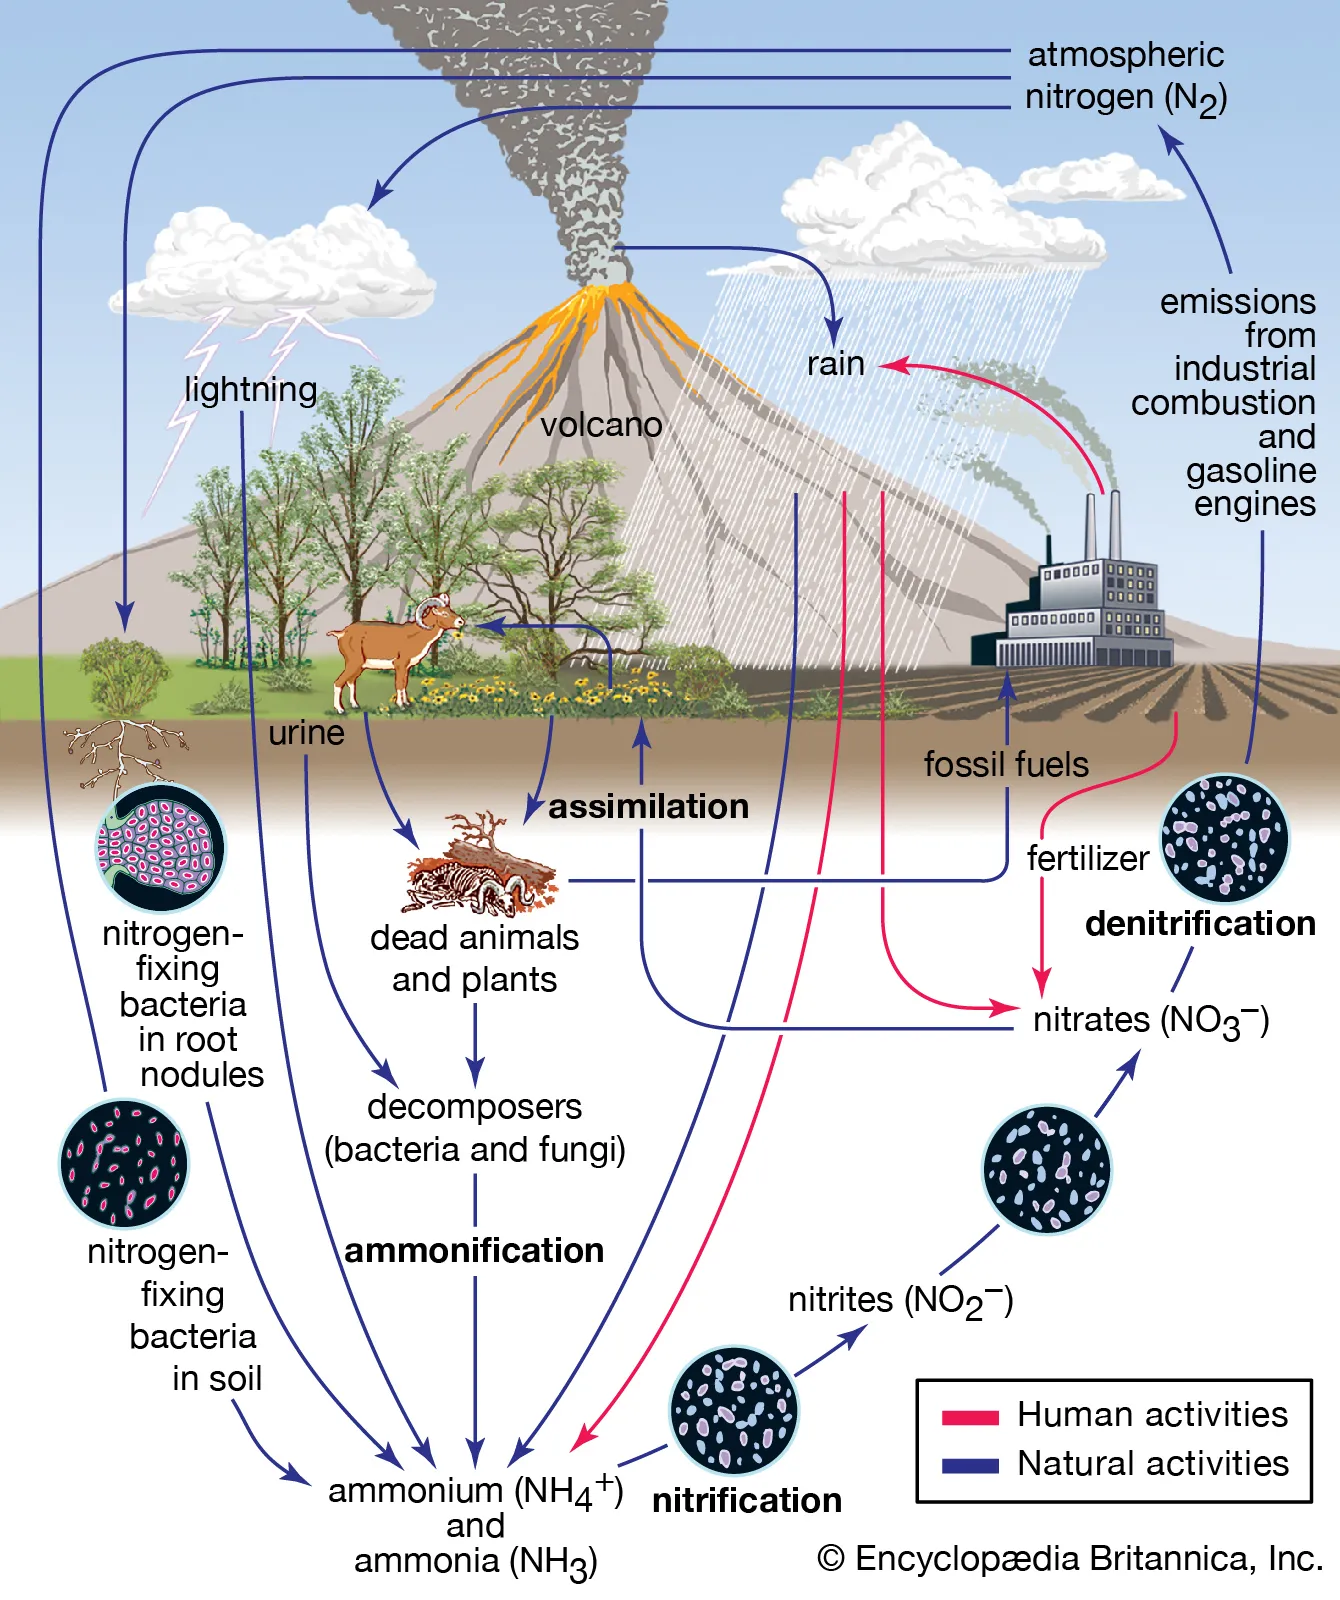 atmospheric
nitrogen (N2)
emissions
from
industrial
combustion
and
gasoline
engines
rain
lightning
volcano
urine
fossil fuels
assimilation
fertilizer
denitrification
nitrogen-
fixing
bacteria
in root
nodules
dead animals
and plants
nitrates (NO3–)
decomposers
(bacteria and fungi)
nitrogen-
fixing
bacteria
in soil
ammonification
nitrites (NO2–)
ammonium (NH4+)
and
ammonia (NH3)
nitrification
Human activities
Natural activities
© Encyclopædia Britannica, Inc.